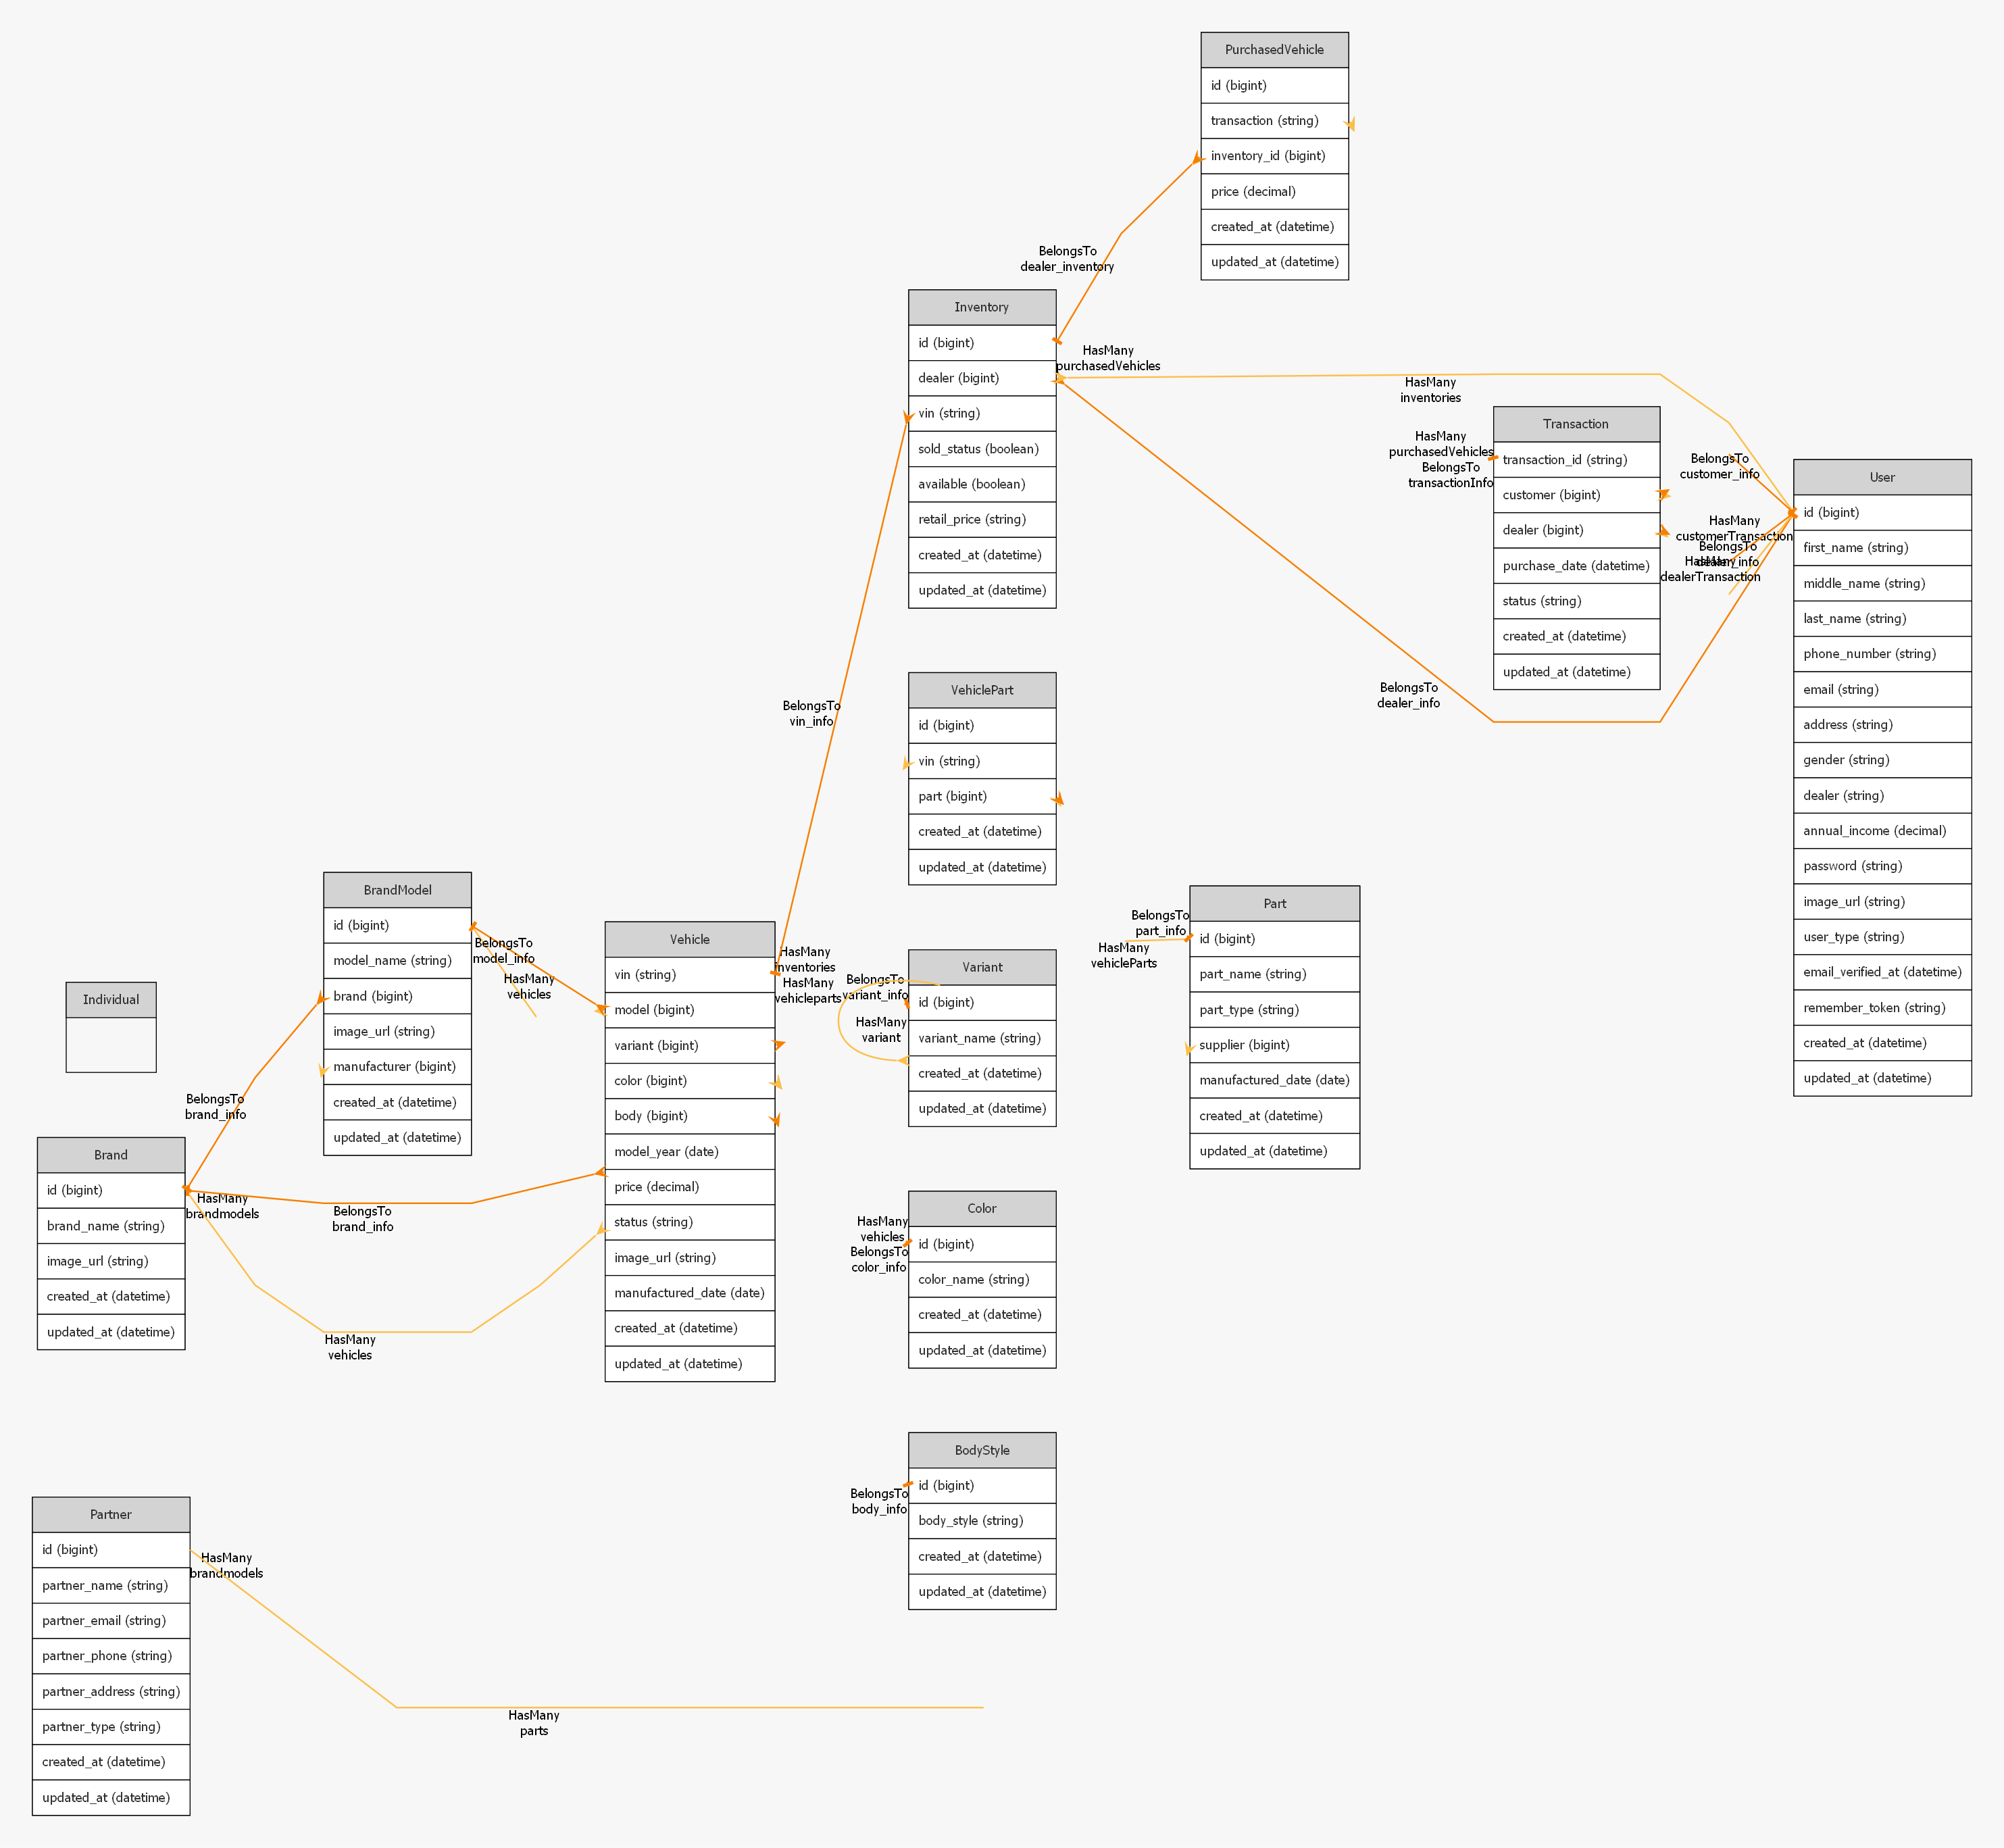 PurchasedVehicle
id (bigint)
transaction (string)
inventory_id (bigint)
price (decimal)
created_at (datetime)
updated_at (datetime)
BelongsTo
dealer_inventory
Inventory
id (bigint)
dealer (bigint)
vin (string)
sold_status (boolean)
available (boolean)
retail_price (string)
created_at (datetime)
updated_at (datetime)
HasMany
purchasedVehicles
HasMany
inventories
HasMany
purchasedVehicles
BelongsTo
transactionInfo
Transaction
transaction_id (string)
customer (bigint)
dealer (bigint)
purchase_date (datetime)
status (string)
created_at (datetime)
updated_at (datetime)
BelongsTo
customer_info
HasMany
customerTransaction
BelongsTo
dealer_info
HasMany
dealerTransaction
BelongsTo
dealer_info
User
id (bigint)
first_name (string)
middle_name (string)
last_name (string)
phone_number (string)
email (string)
address (string)
gender (string)
dealer (string)
annual_income (decimal)
password (string)
image_url (string)
user_type (string)
email_verified_at (datetime)
remember_token (string)
created_at (datetime)
updated_at (datetime)
BelongsTo
vin_info
VehiclePart
id (bigint)
vin (string)
part (bigint)
created_at (datetime)
updated_at (datetime)
Individual
BrandModel
id (bigint)
model_name (string)
brand (bigint)
image_url (string)
manufacturer (bigint)
created_at (datetime)
updated_at (datetime)
BelongsTo
model_info
HasMany
vehicles
Vehicle
vin (string)
model (bigint)
variant (bigint)
color (bigint)
body (bigint)
model_year (date)
price (decimal)
status (string)
image_url (string)
manufactured_date (date)
created_at (datetime)
updated_at (datetime)
HasMany
inventories
HasMany
vehicleparts
BelongsTo
variant_info
HasMany
variant
Variant
id (bigint)
variant_name (string)
created_at (datetime)
updated_at (datetime)
BelongsTo
part_info
HasMany
vehicleParts
Part
id (bigint)
part_name (string)
part_type (string)
supplier (bigint)
manufactured_date (date)
created_at (datetime)
updated_at (datetime)
BelongsTo
brand_info
Brand
id (bigint)
brand_name (string)
image_url (string)
created_at (datetime)
updated_at (datetime)
HasMany
brandmodels
BelongsTo
brand_info
HasMany
vehicles
HasMany
vehicles
BelongsTo
color_info
Color
id (bigint)
color_name (string)
created_at (datetime)
updated_at (datetime)
BelongsTo
body_info
BodyStyle
id (bigint)
body_style (string)
created_at (datetime)
updated_at (datetime)
Partner
id (bigint)
partner_name (string)
partner_email (string)
partner_phone (string)
partner_address (string)
partner_type (string)
created_at (datetime)
updated_at (datetime)
HasMany
brandmodels
HasMany
parts